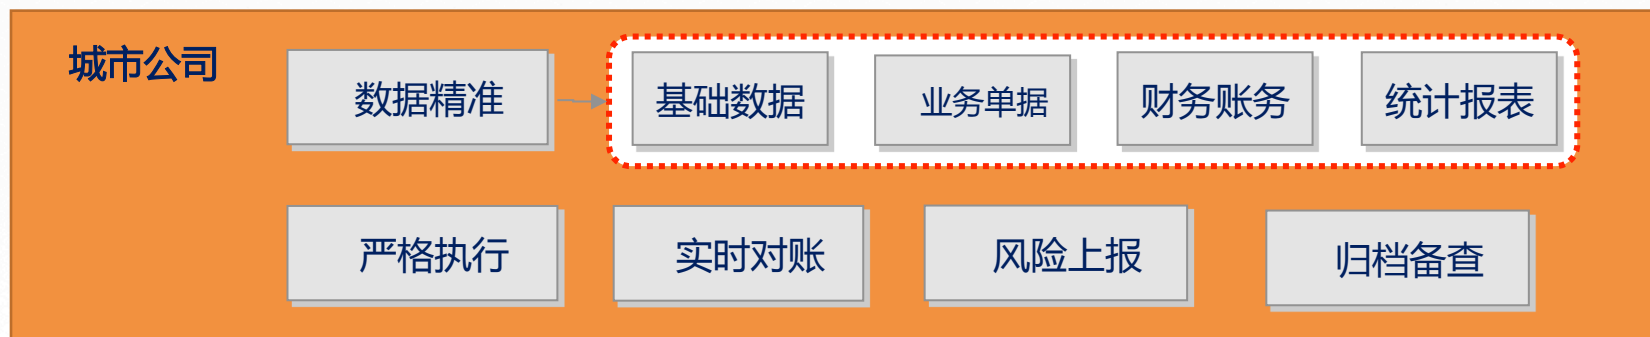 城市公司
数据精准
基础数据
业务单据
财务账务
统计报表
严格执行
实时对账
风险上报
归档备查